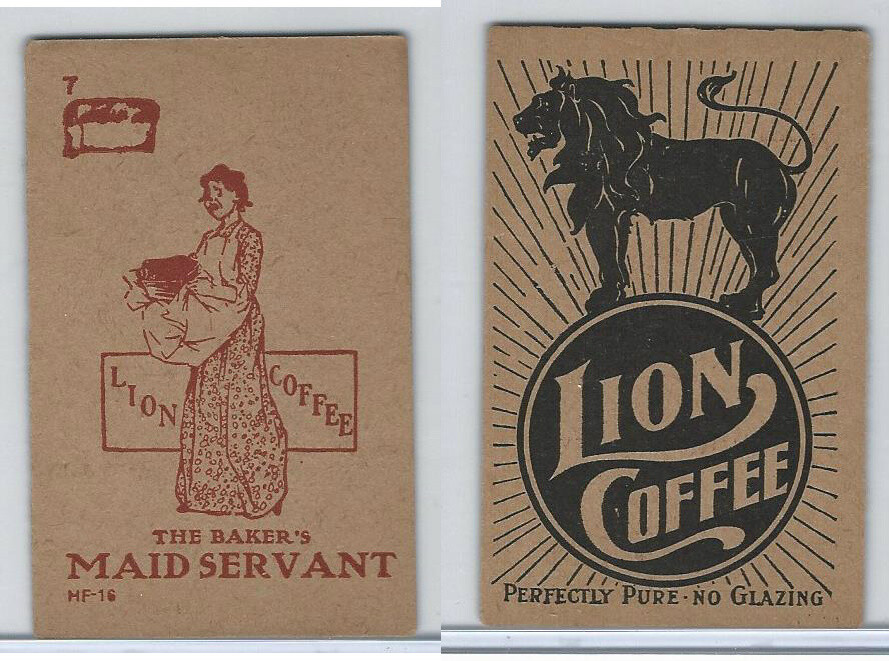 7
LION COFFEE
THE BAKER'S
MAID SERVANT
HF-16
LION
COFFEE
PERFECTLY PURE · NO GLAZING